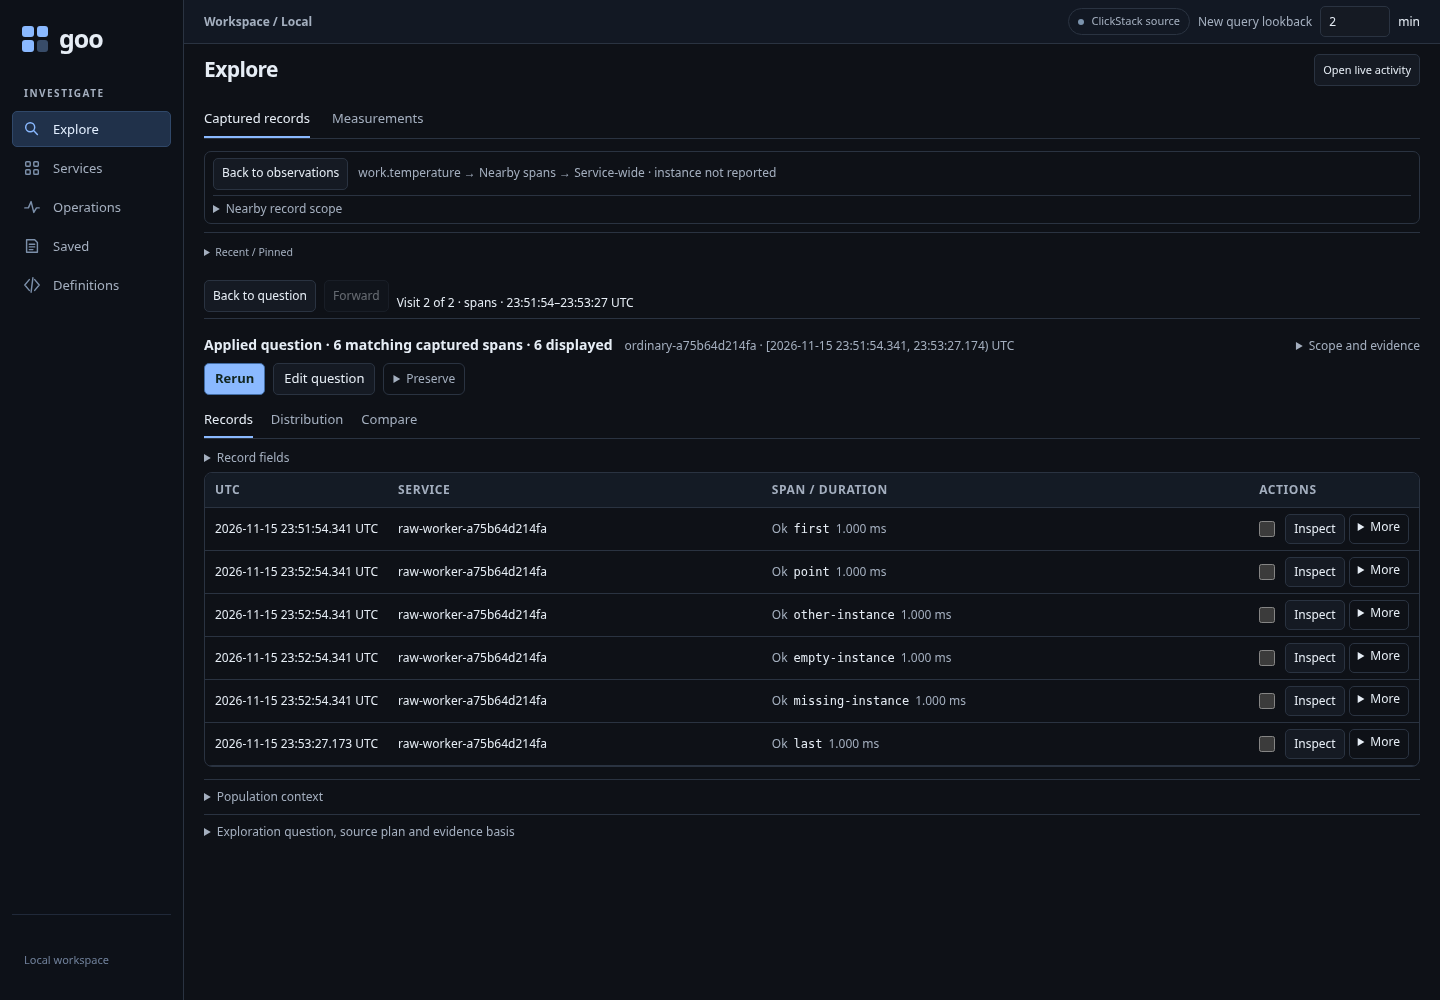 goo
INVESTIGATE
Explore
Services
Operations
Saved
Definitions
Local workspace
Workspace / Local
ClickStack source
New query lookback
2
min
Explore
Open live activity
Captured records
Measurements
Back to observations
work.temperature → Nearby spans → Service-wide · instance not reported
Nearby record scope
Recent / Pinned
Back to question
Forward
Visit 2 of 2 · spans · 23:51:54–23:53:27 UTC
Applied question · 6 matching captured spans · 6 displayed
ordinary-a75b64d214fa · [2026-11-15 23:51:54.341, 23:53:27.174) UTC
Scope and evidence
Rerun
Edit question
Preserve
Records
Distribution
Compare
Record fields
UTC SERVICE SPAN / DURATION ACTIONS
2026-11-15 23:51:54.341 UTC raw-worker-a75b64d214fa Ok first 1.000 ms Inspect More
2026-11-15 23:52:54.341 UTC raw-worker-a75b64d214fa Ok point 1.000 ms Inspect More
2026-11-15 23:52:54.341 UTC raw-worker-a75b64d214fa Ok other-instance 1.000 ms Inspect More
2026-11-15 23:52:54.341 UTC raw-worker-a75b64d214fa Ok empty-instance 1.000 ms Inspect More
2026-11-15 23:52:54.341 UTC raw-worker-a75b64d214fa Ok missing-instance 1.000 ms Inspect More
2026-11-15 23:53:27.173 UTC raw-worker-a75b64d214fa Ok last 1.000 ms Inspect More
Population context
Exploration question, source plan and evidence basis